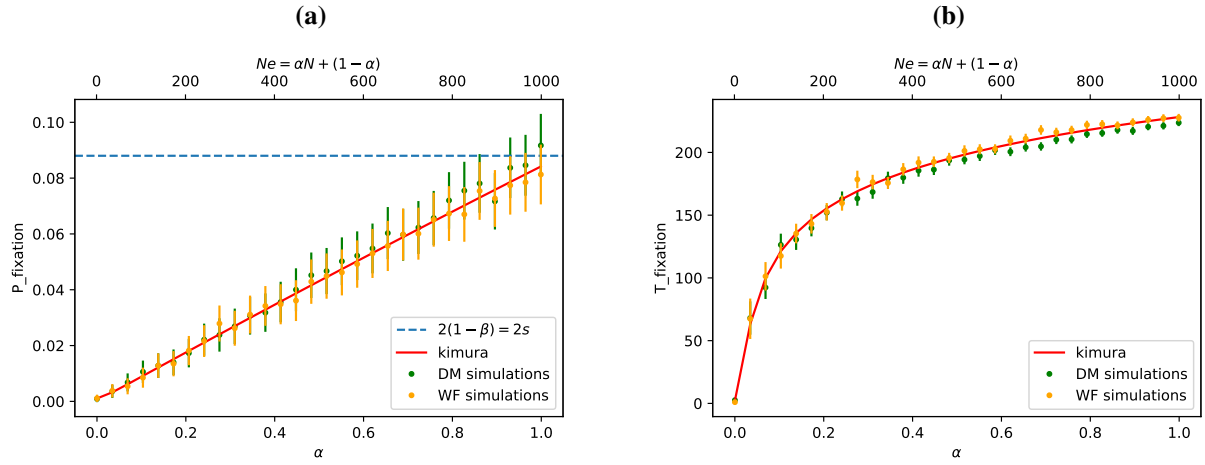 (a)
Ne = αN + (1 − α)
0 200 400 600 800 1000
P_fixation
0.10
0.08
0.06
0.04
0.02
0.00
2(1 − β) = 2s
kimura
DM simulations
WF simulations
0.0 0.2 0.4 0.6 0.8 1.0
α
(b)
Ne = αN + (1 − α)
0 200 400 600 800 1000
T_fixation
200
150
100
50
0
kimura
DM simulations
WF simulations
0.0 0.2 0.4 0.6 0.8 1.0
α